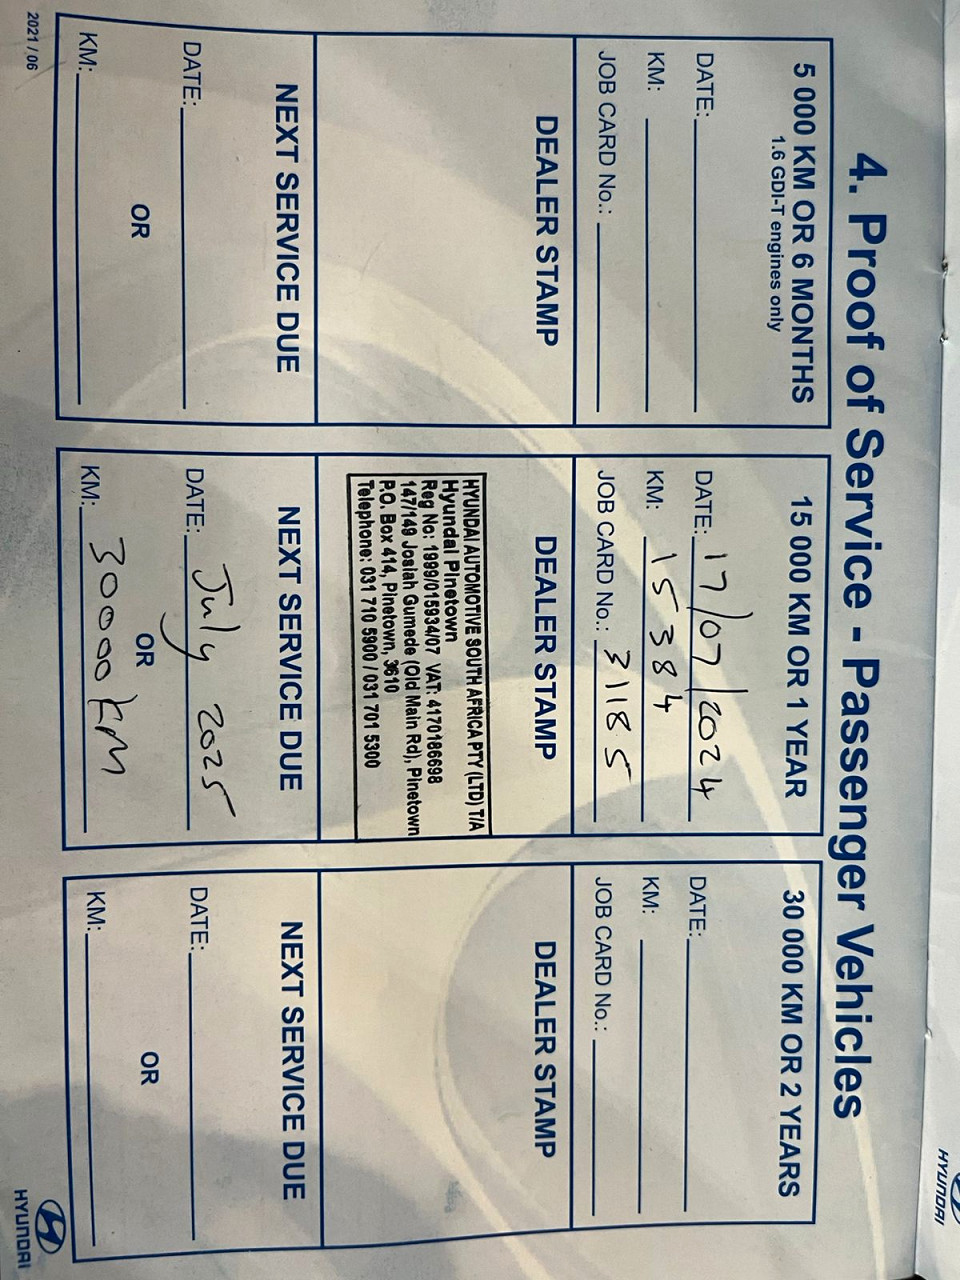 4. Proof of Service - Passenger Vehicles
5 000 KM OR 6 MONTHS
1.6 GDI-T engines only
DATE:
KM:
JOB CARD No.:
DEALER STAMP
NEXT SERVICE DUE
DATE:
OR
KM:
15 000 KM OR 1 YEAR
DATE: 17/07/2024
KM: 15384
JOB CARD No.: 31185
DEALER STAMP
HYUNDAI AUTOMOTIVE SOUTH AFRICA PTY (LTD) T/A
Hyundai Pinetown
Reg No: 1999/015934/07 VAT: 4170186698
147/149 Josiah Gumede (Old Main Rd), Pinetown
P.O. Box 414, Pinetown, 3610
Telephone: 031 710 5900 / 031 701 5300
NEXT SERVICE DUE
DATE: July 2025
OR
KM: 30000 km
30 000 KM OR 2 YEARS
DATE:
KM:
JOB CARD No.:
DEALER STAMP
NEXT SERVICE DUE
DATE:
OR
KM:
2021 / 06
HYUNDAI
HYUNDAI